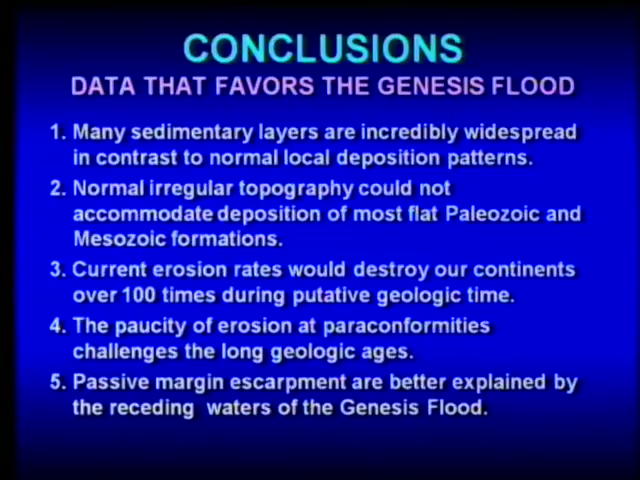 CONCLUSIONS
DATA THAT FAVORS THE GENESIS FLOOD
1. Many sedimentary layers are incredibly widespread
in contrast to normal local deposition patterns.
2. Normal irregular topography could not
accommodate deposition of most flat Paleozoic and
Mesozoic formations.
3. Current erosion rates would destroy our continents
over 100 times during putative geologic time.
4. The paucity of erosion at paraconformities
challenges the long geologic ages.
5. Passive margin escarpment are better explained by
the receding waters of the Genesis Flood.